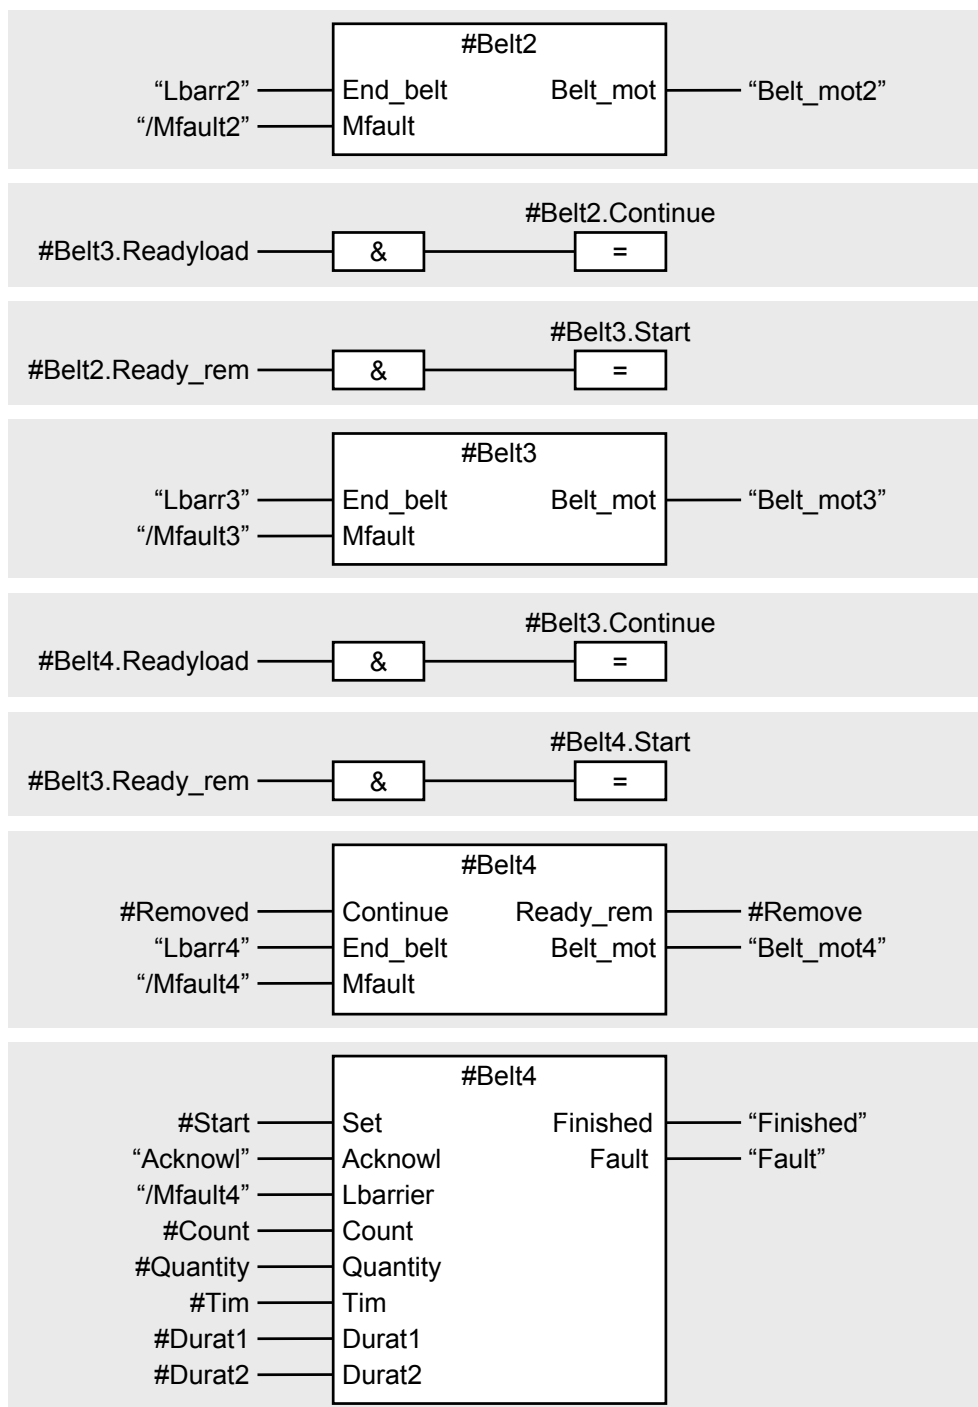 #Belt2
“Lbarr2” End_belt Belt_mot “Belt_mot2”
“/Mfault2” Mfault
#Belt2.Continue
#Belt3.Readyload & =
#Belt3.Start
#Belt2.Ready_rem & =
#Belt3
“Lbarr3” End_belt Belt_mot “Belt_mot3”
“/Mfault3” Mfault
#Belt3.Continue
#Belt4.Readyload & =
#Belt4.Start
#Belt3.Ready_rem & =
#Belt4
#Removed Continue Ready_rem #Remove
“Lbarr4” End_belt Belt_mot “Belt_mot4”
“/Mfault4” Mfault
#Belt4
#Start Set Finished “Finished”
“Acknowl” Acknowl Fault “Fault”
“/Mfault4” Lbarrier
#Count Count
#Quantity Quantity
#Tim Tim
#Durat1 Durat1
#Durat2 Durat2